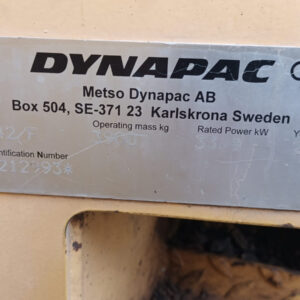 DYNAPAC
Metso Dynapac AB
Box 504, SE-371 23 Karlskrona Sweden
Operating mass kg Rated Power kW
A2/F
Identification Number